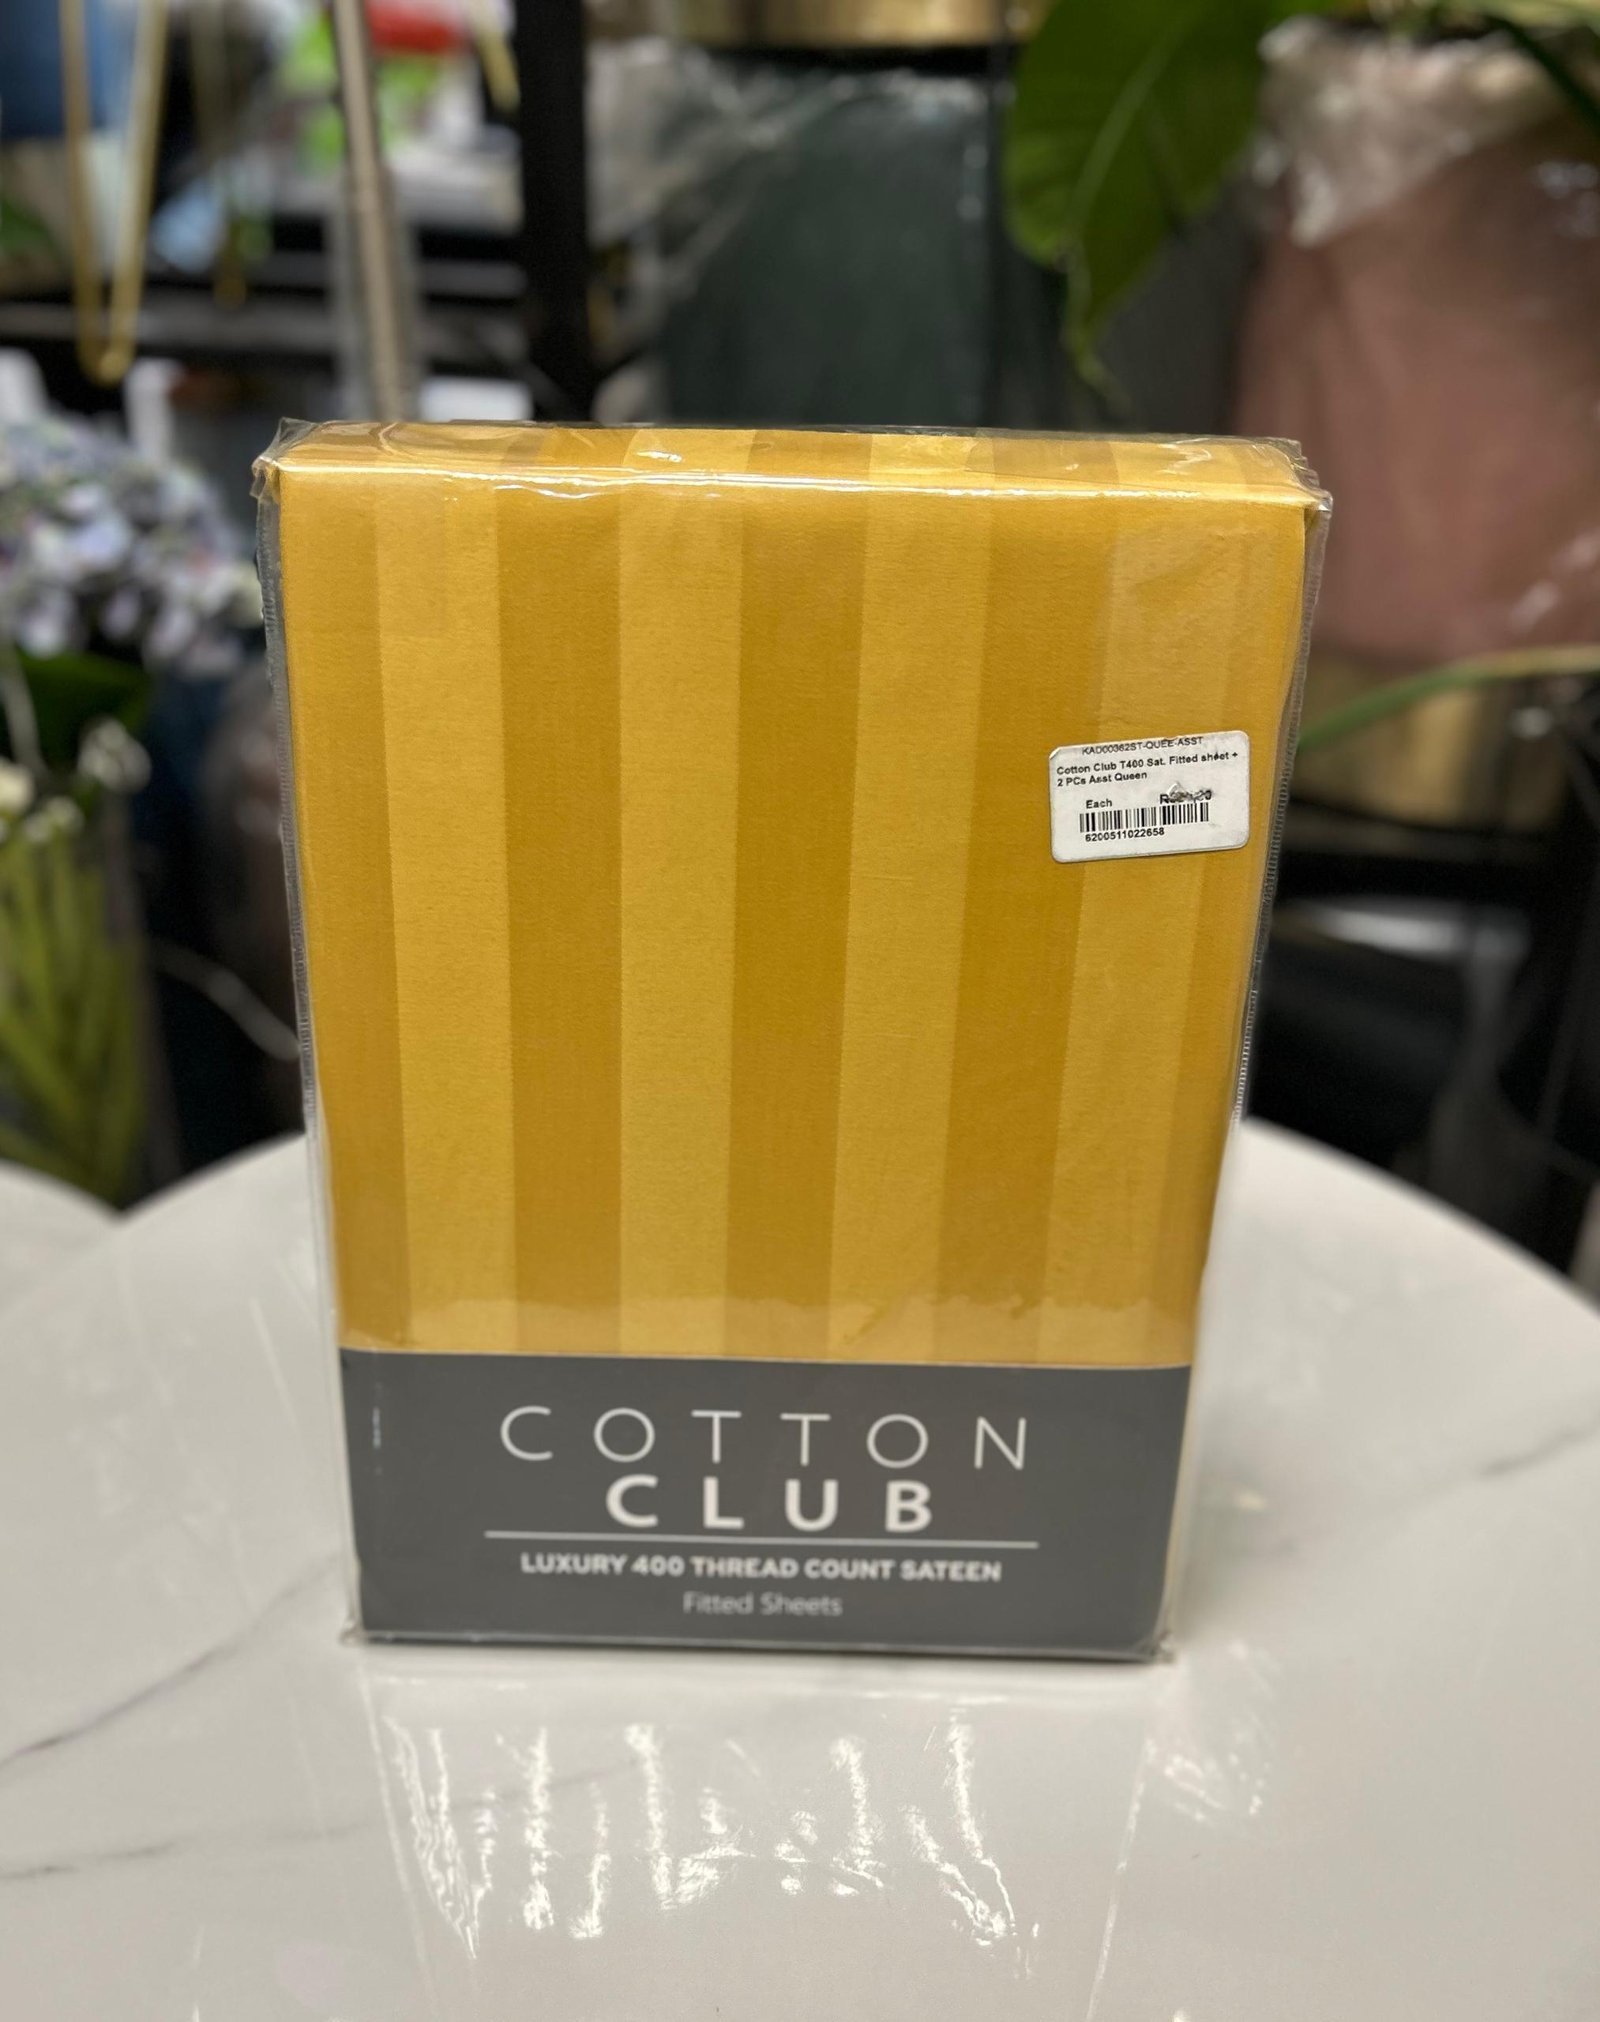 KAD00362ST-QUEE-ASST
Cotton Club T400 Sat. Fitted sheet +
2 PCs Asst Queen
Each
6200511022658
COTTON
CLUB
LUXURY 400 THREAD COUNT SATEEN
Fitted Sheets